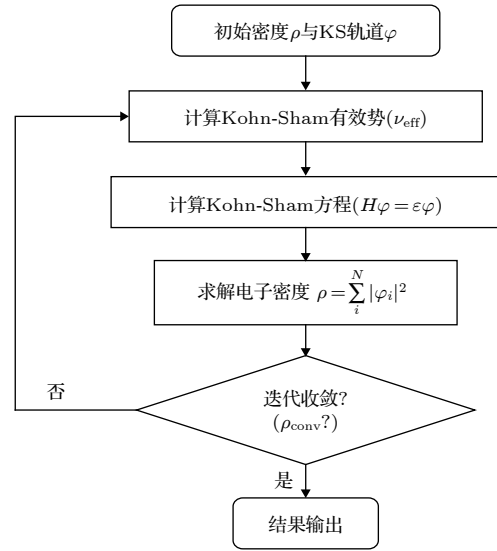 初始密度ρ与KS轨道φ
计算Kohn-Sham有效势(ν_eff)
计算Kohn-Sham方程(Hφ = εφ)
求解电子密度 ρ = ∑_i^N |φ_i|²
否
迭代收敛?
(ρ_conv?)
是
结果输出